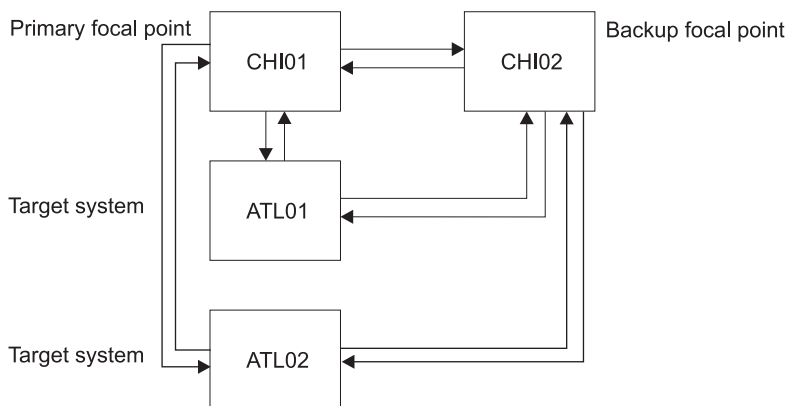 Primary focal point
CHI01
CHI02
Backup focal point
Target system
ATL01
Target system
ATL02